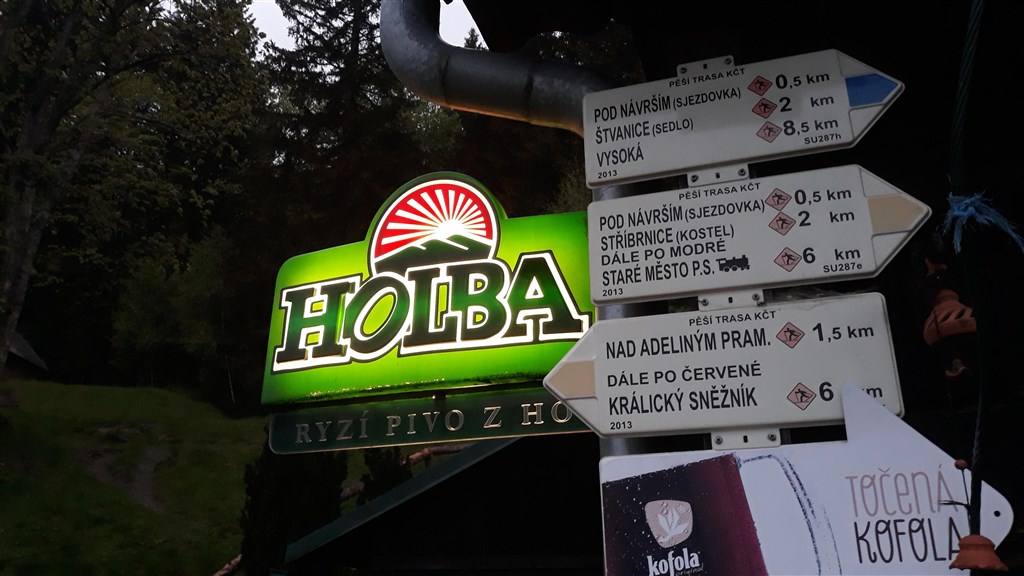 HOLBA
RYZÍ PIVO Z HO
PĚŠÍ TRASA KČT
POD NÁVRŠÍM (SJEZDOVKA) 0,5 km
ŠTVANICE (SEDLO) 2 km
VYSOKÁ 8,5 km
2013 SU287h
PĚŠÍ TRASA KČT
POD NÁVRŠÍM (SJEZDOVKA) 0,5 km
STŘÍBRNICE (KOSTEL) 2 km
DÁLE PO MODRÉ
STARÉ MĚSTO P.S. 6 km
2013 SU287e
PĚŠÍ TRASA KČT
NAD ADELINÝM PRAM. 1,5 km
DÁLE PO ČERVENÉ
KRÁLICKÝ SNĚŽNÍK 6 m
2013
TOČENÁ
KOFOLA
kofola